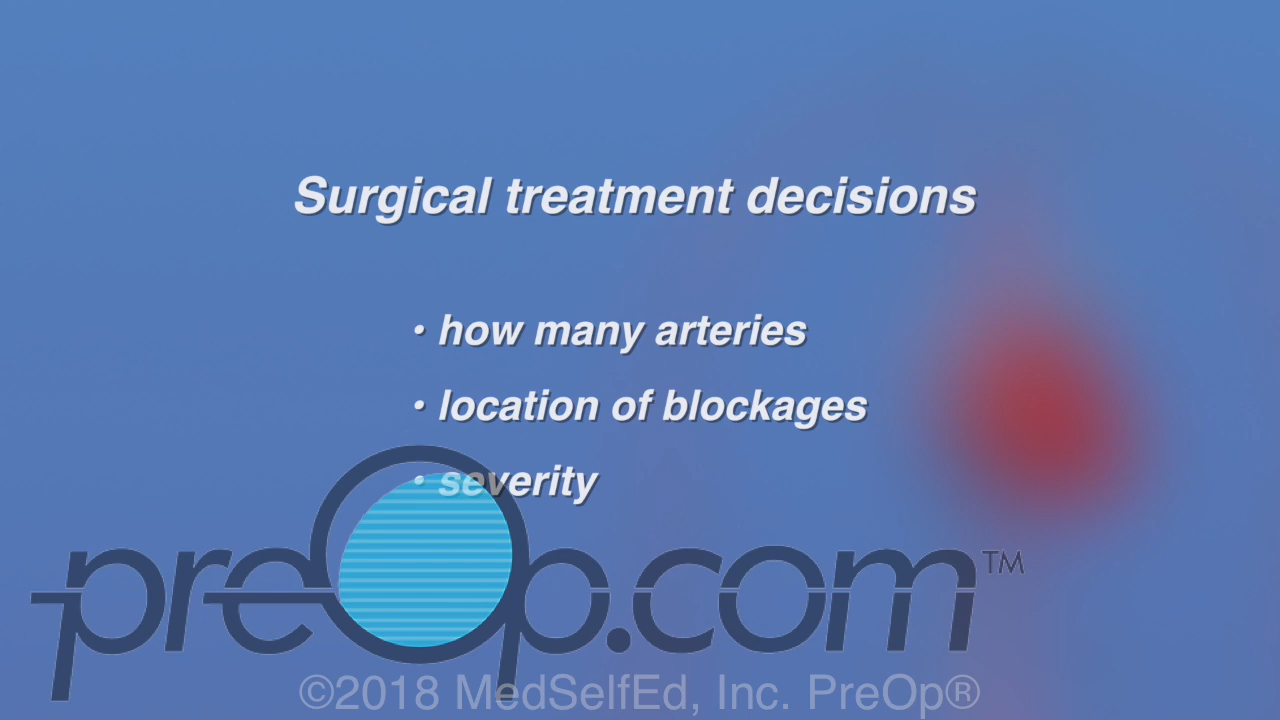 Surgical treatment decisions
• how many arteries
• location of blockages
• severity
preOp.com™
©2018 MedSelfEd, Inc. PreOp®